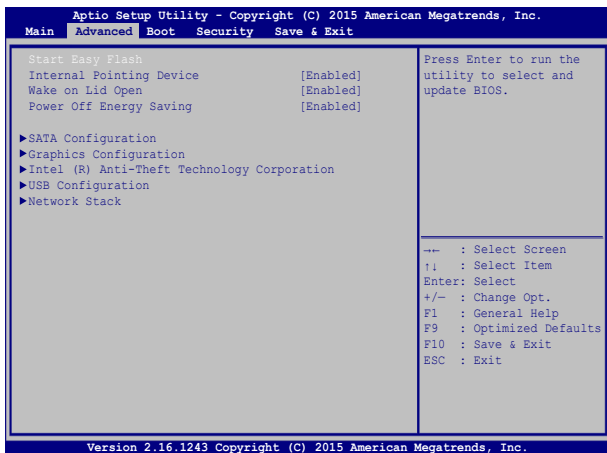 Aptio Setup Utility - Copyright (C) 2015 American Megatrends, Inc.
Main Advanced Boot Security Save & Exit
Start Easy Flash
Internal Pointing Device [Enabled]
Wake on Lid Open [Enabled]
Power Off Energy Saving [Enabled]
▶SATA Configuration
▶Graphics Configuration
▶Intel (R) Anti-Theft Technology Corporation
▶USB Configuration
▶Network Stack
Press Enter to run the
utility to select and
update BIOS.
→← : Select Screen
↑↓ : Select Item
Enter: Select
+/— : Change Opt.
F1 : General Help
F9 : Optimized Defaults
F10 : Save & Exit
ESC : Exit
Version 2.16.1243 Copyright (C) 2015 American Megatrends, Inc.